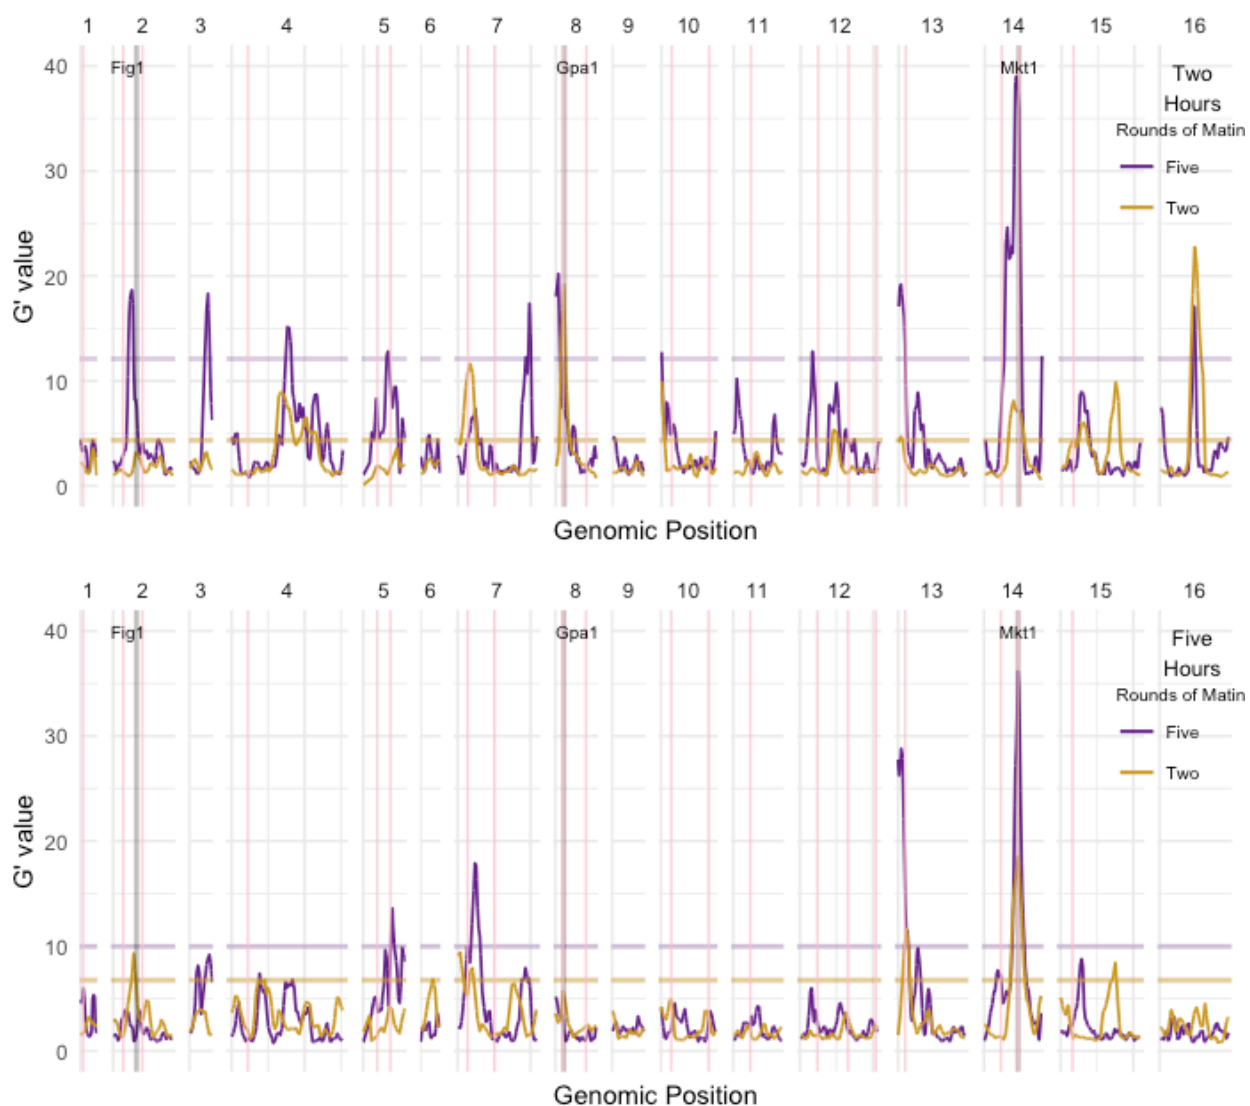 1 2 3 4 5 6 7 8 9 10 11 12 13 14 15 16
40 Fig1 Gpa1 Mkt1 Two
Hours
Rounds of Matin
30 Five
Two
20
10
0
G' value
Genomic Position
1 2 3 4 5 6 7 8 9 10 11 12 13 14 15 16
40 Fig1 Gpa1 Mkt1 Five
Hours
Rounds of Matin
30 Five
Two
20
10
0
G' value
Genomic Position